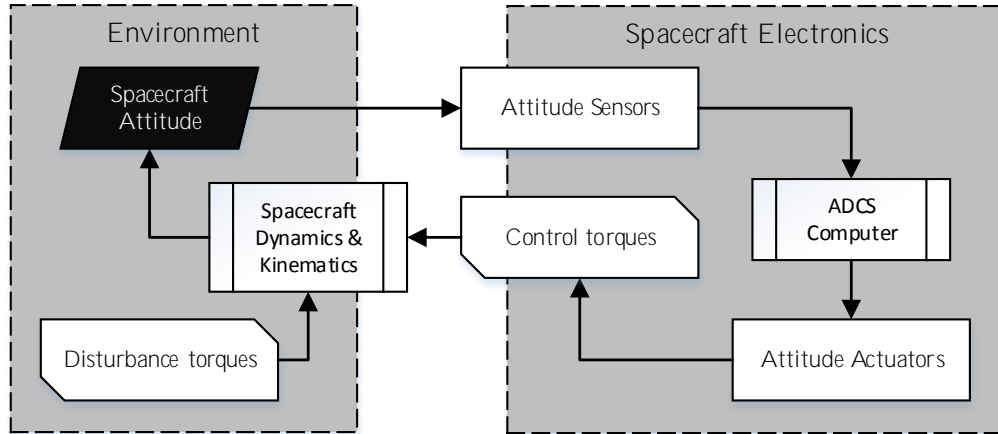 Environment
Spacecraft Electronics
Spacecraft
Attitude
Attitude Sensors
Spacecraft
Dynamics &
Kinematics
Control torques
ADCS
Computer
Disturbance torques
Attitude Actuators